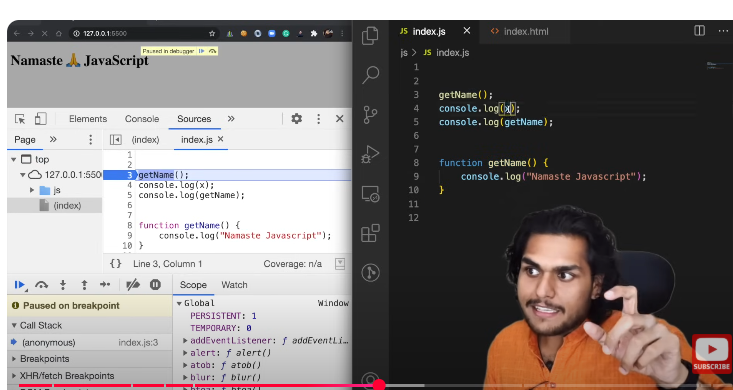 127.0.0.1:5500
Paused in debugger
Namaste 🙏 JavaScript
Elements Console Sources »
Page » (index) index.js ×
top
127.0.0.1:550
js
(index)
1
2
3 getName();
4 console.log(x);
5 console.log(getName);
6
7
8 function getName() {
9 console.log("Namaste Javascript");
10 }
{} Line 3, Column 1 Coverage: n/a
Scope Watch
Paused on breakpoint
Call Stack
(anonymous) index.js:3
Breakpoints
XHR/fetch Breakpoints
Global Window
PERSISTENT: 1
TEMPORARY: 0
addEventListener: ƒ addEventLi…
alert: ƒ alert()
atob: ƒ atob()
blur: ƒ blur()
JS index.js × <> index.html
js > JS index.js
1
2
3 getName();
4 console.log(x);
5 console.log(getName);
6
7
8 function getName() {
9 console.log("Namaste Javascript");
10 }
11
12
SUBSCRIBE